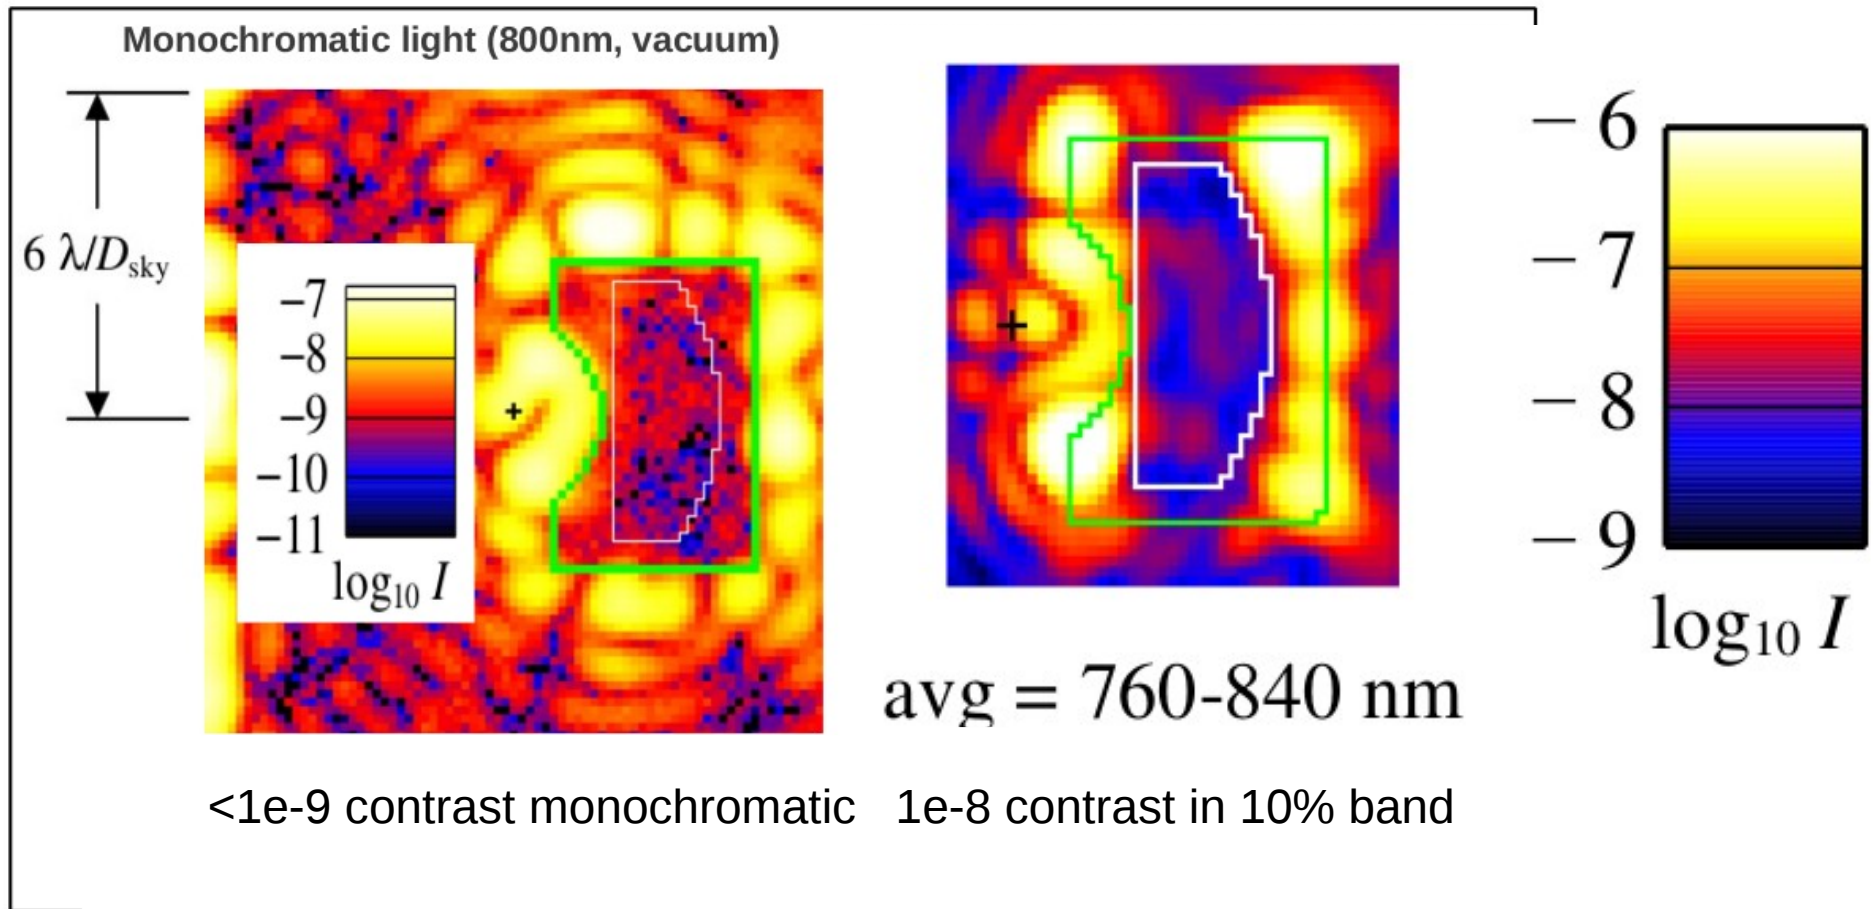 Monochromatic light (800nm, vacuum)
6 λ/D_sky
−7
−8
−9
−10
−11
log₁₀ I
− 6
− 7
− 8
− 9
log₁₀ I
avg = 760-840 nm
<1e-9 contrast monochromatic
1e-8 contrast in 10% band